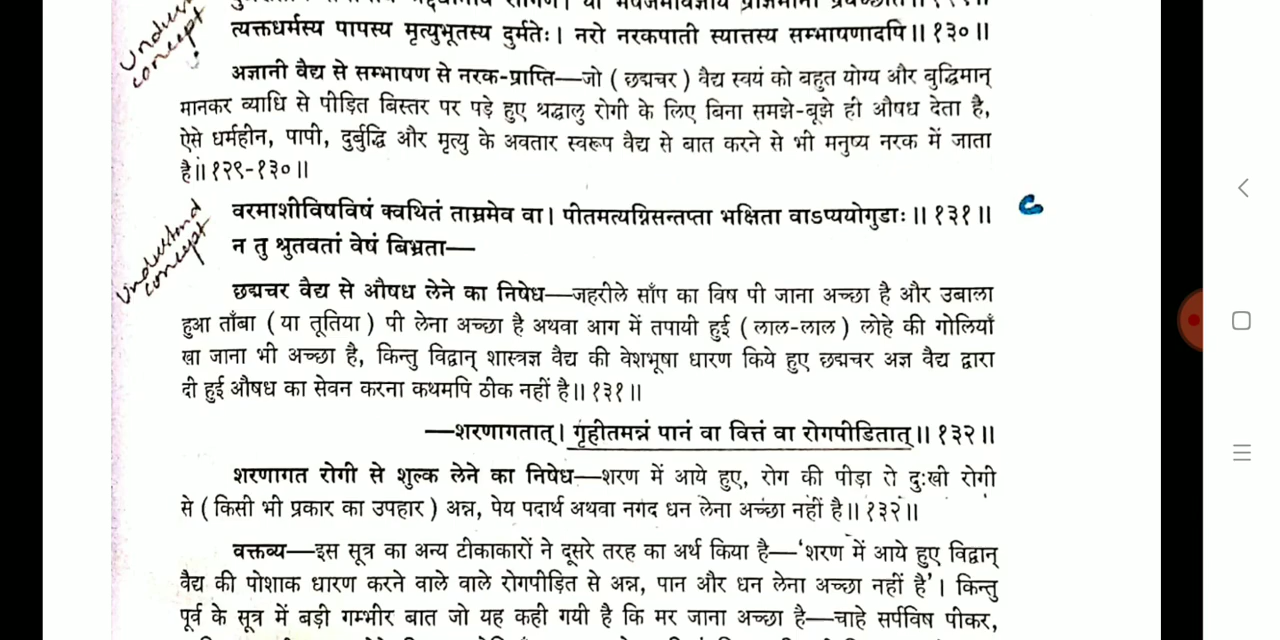 त्यक्तधर्मस्य पापस्य मृत्युभूतस्य दुर्मतेः। नरो नरकपाती स्यात्तस्य सम्भाषणादपि॥१३०॥
understand
concept
अज्ञानी वैद्य से सम्भाषण से नरक-प्राप्ति—जो (छद्मचर) वैद्य स्वयं को बहुत योग्य और बुद्धिमान्
मानकर व्याधि से पीड़ित बिस्तर पर पड़े हुए श्रद्धालु रोगी के लिए बिना समझे-बूझे ही औषध देता है,
ऐसे धर्महीन, पापी, दुर्बुद्धि और मृत्यु के अवतार स्वरूप वैद्य से बात करने से भी मनुष्य नरक में जाता
है॥१२९-१३०॥
वरमाशीविषविषं क्वथितं ताम्रमेव वा। पीतमत्यग्निसन्तप्ता भक्षिता वाऽप्ययोगुडाः॥१३१॥
understand
concept
न तु श्रुतवतां वेषं बिभ्रता—
छद्मचर वैद्य से औषध लेने का निषेध—जहरीले साँप का विष पी जाना अच्छा है और उबाला
हुआ ताँबा (या तूतिया) पी लेना अच्छा है अथवा आग में तपायी हुई (लाल-लाल) लोहे की गोलियाँ
खा जाना भी अच्छा है, किन्तु विद्वान् शास्त्रज्ञ वैद्य की वेशभूषा धारण किये हुए छद्मचर अज्ञ वैद्य द्वारा
दी हुई औषध का सेवन करना कथमपि ठीक नहीं है॥१३१॥
—शरणागतात्। गृहीतमन्नं पानं वा वित्तं वा रोगपीडितात्॥१३२॥
शरणागत रोगी से शुल्क लेने का निषेध—शरण में आये हुए, रोग की पीड़ा से दुःखी रोगी
से (किसी भी प्रकार का उपहार) अन्न, पेय पदार्थ अथवा नगद धन लेना अच्छा नहीं है॥१३२॥
वक्तव्य—इस सूत्र का अन्य टीकाकारों ने दूसरे तरह का अर्थ किया है—'शरण में आये हुए विद्वान्
वैद्य की पोशाक धारण करने वाले वाले रोगपीड़ित से अन्न, पान और धन लेना अच्छा नहीं है'। किन्तु
पूर्व के सूत्र में बड़ी गम्भीर बात जो यह कही गयी है कि मर जाना अच्छा है—चाहे सर्पविष पीकर,